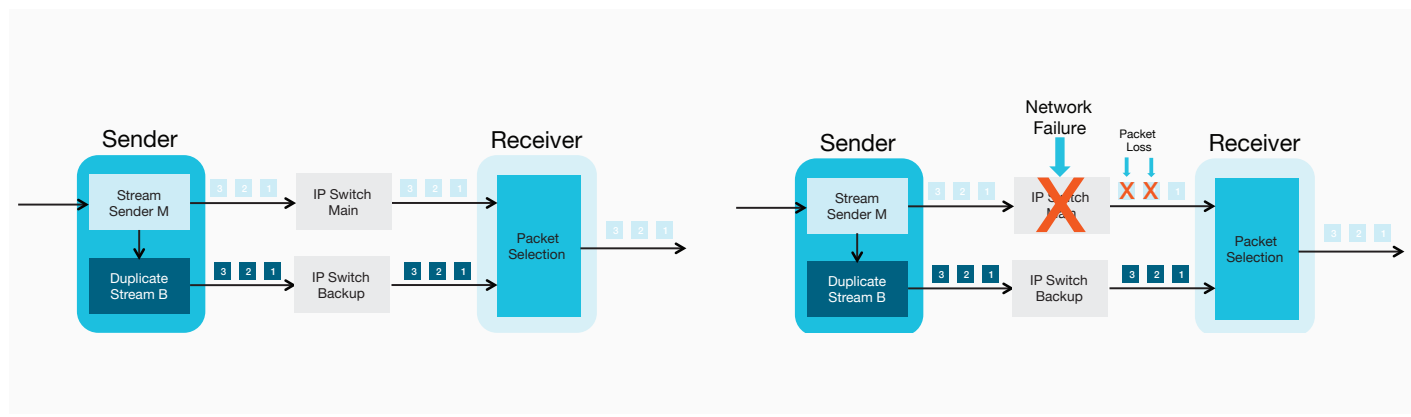 Sender
Receiver
Stream
Sender M
3 2 1
IP Switch
Main
3 2 1
Packet
Selection
3 2 1
Duplicate
Stream B
3 2 1
IP Switch
Backup
3 2 1
Network
Failure
Packet
Loss
Sender
Receiver
Stream
Sender M
3 2 1
IP Switch
Main
1
Packet
Selection
3 2 1
Duplicate
Stream B
3 2 1
IP Switch
Backup
3 2 1